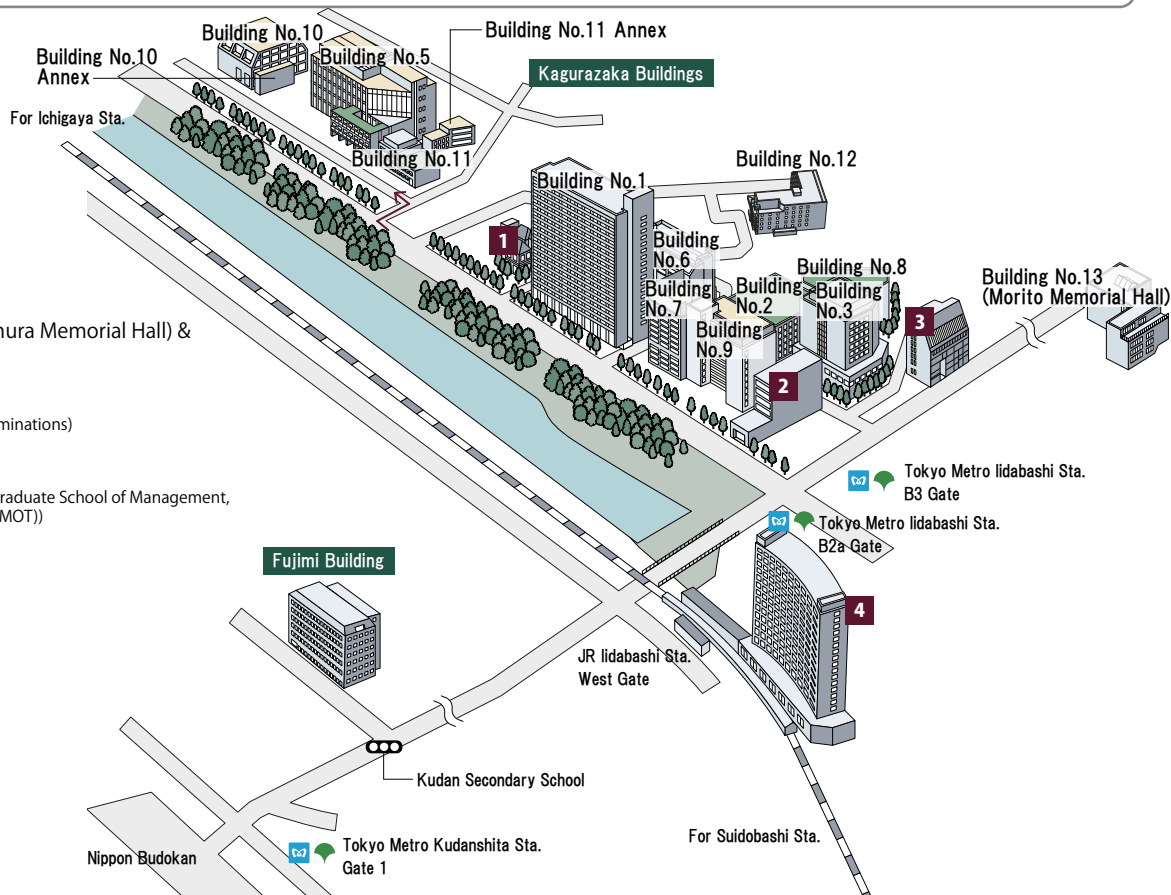 Building No.10
Building No.11 Annex
Building No.10
Annex
Building No.5
Kagurazaka Buildings
For Ichigaya Sta.
Building No.11
Building No.12
Building No.1
1
Building
No.6
Building No.8
Building No.13
(Morito Memorial Hall)
Building
No.7
Building
No.2
Building
No.3
3
Building
No.9
mura Memorial Hall) &
2
minations)
raduate School of Management,
MOT))
Tokyo Metro Iidabashi Sta.
B3 Gate
Tokyo Metro Iidabashi Sta.
B2a Gate
Fujimi Building
4
JR Iidabashi Sta.
West Gate
Kudan Secondary School
For Suidobashi Sta.
Nippon Budokan
Tokyo Metro Kudanshita Sta.
Gate 1